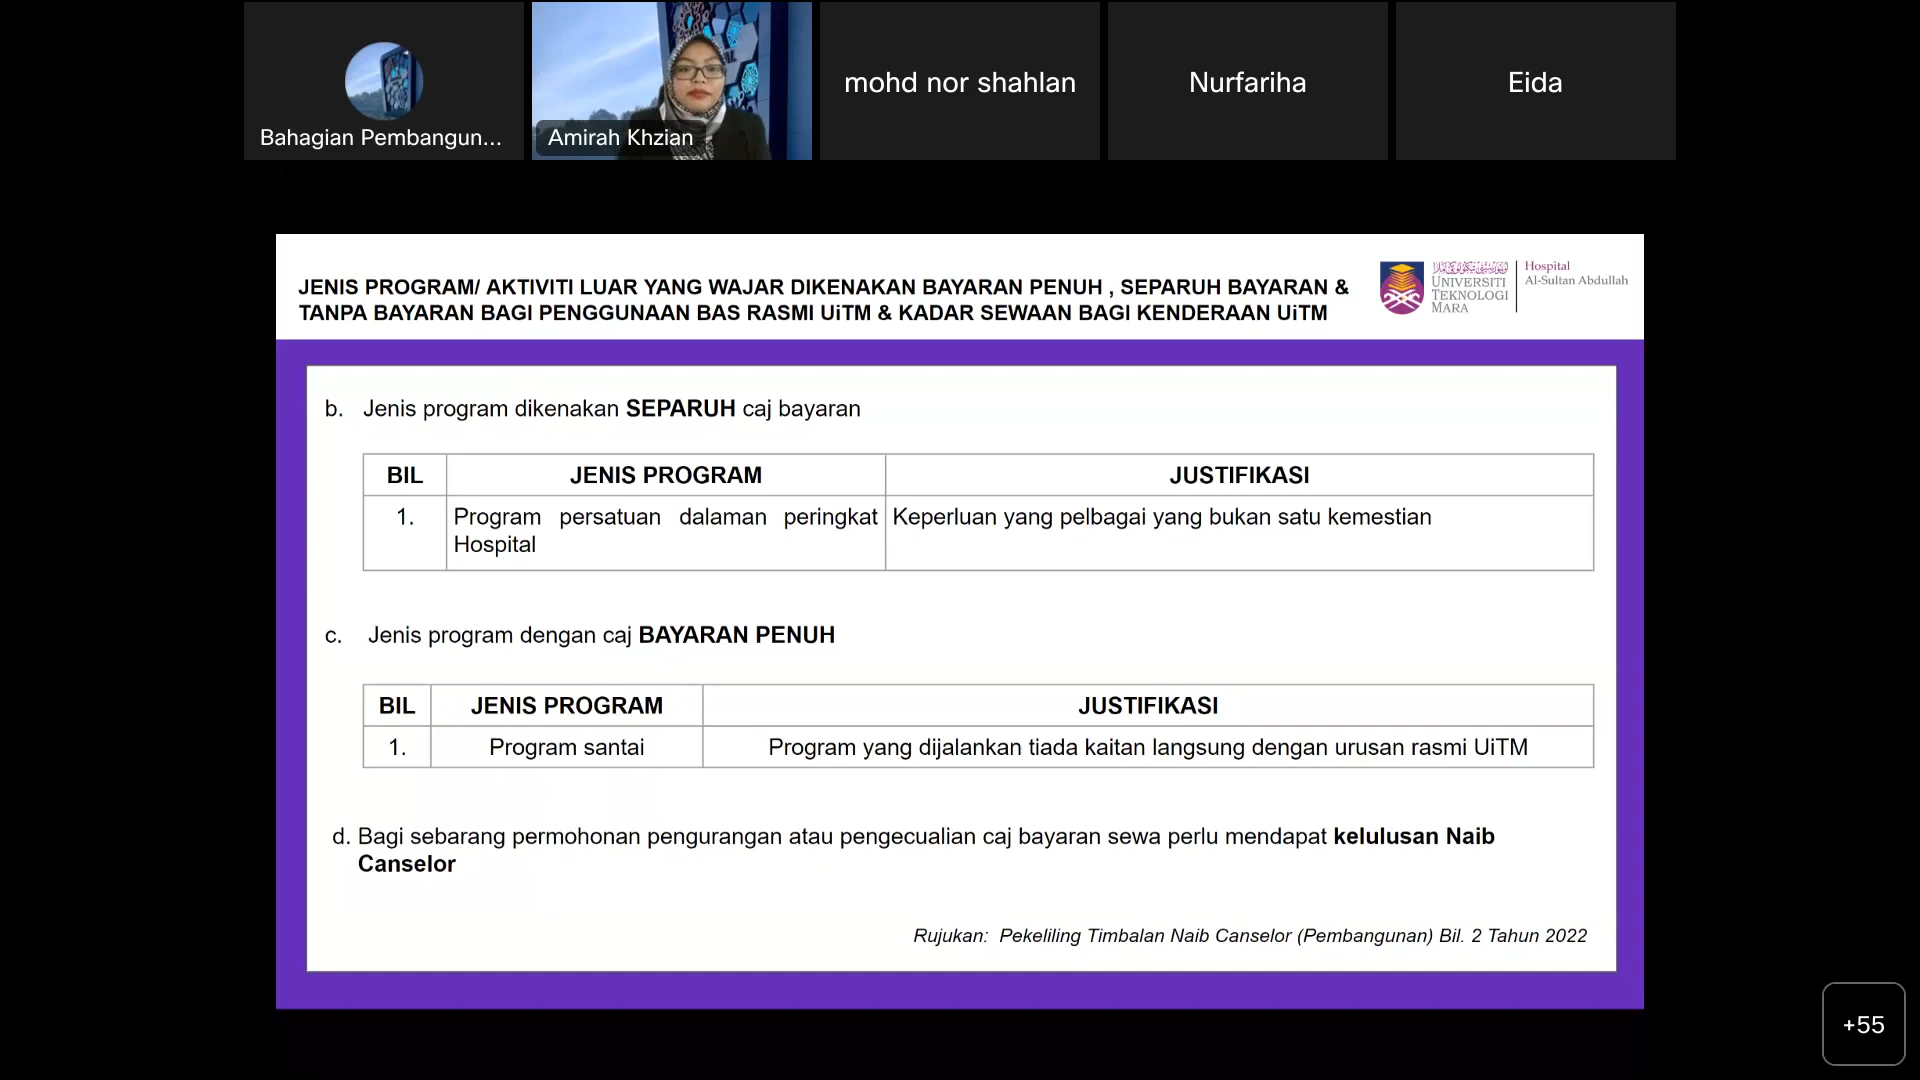 Bahagian Pembangun...
Amirah Khzian
mohd nor shahlan
Nurfariha
Eida
JENIS PROGRAM/ AKTIVITI LUAR YANG WAJAR DIKENAKAN BAYARAN PENUH , SEPARUH BAYARAN &
TANPA BAYARAN BAGI PENGGUNAAN BAS RASMI UiTM & KADAR SEWAAN BAGI KENDERAAN UiTM
UNIVERSITI
TEKNOLOGI
MARA
Hospital
Al-Sultan Abdullah
b. Jenis program dikenakan SEPARUH caj bayaran
BIL JENIS PROGRAM JUSTIFIKASI
1. Program persatuan dalaman peringkat Keperluan yang pelbagai yang bukan satu kemestian
Hospital
c. Jenis program dengan caj BAYARAN PENUH
BIL JENIS PROGRAM JUSTIFIKASI
1. Program santai Program yang dijalankan tiada kaitan langsung dengan urusan rasmi UiTM
d. Bagi sebarang permohonan pengurangan atau pengecualian caj bayaran sewa perlu mendapat kelulusan Naib
Canselor
Rujukan: Pekeliling Timbalan Naib Canselor (Pembangunan) Bil. 2 Tahun 2022
+55